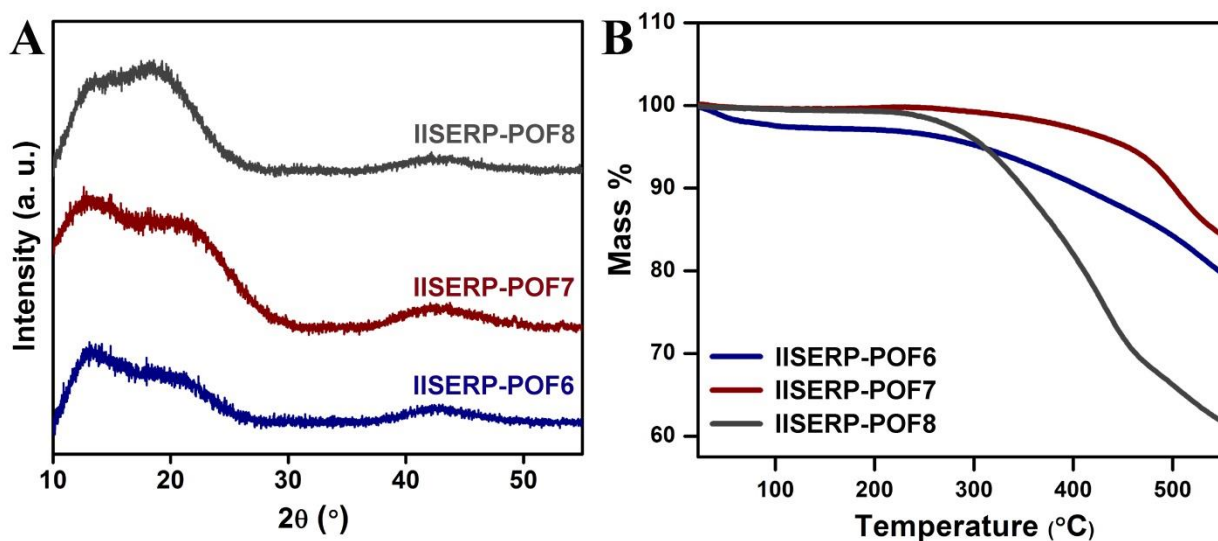 A
Intensity (a. u.)
IISERP-POF8
IISERP-POF7
IISERP-POF6
10 20 30 40 50
2θ (°)
B
Mass %
110
100
90
80
70
60
IISERP-POF6
IISERP-POF7
IISERP-POF8
100 200 300 400 500
Temperature (°C)